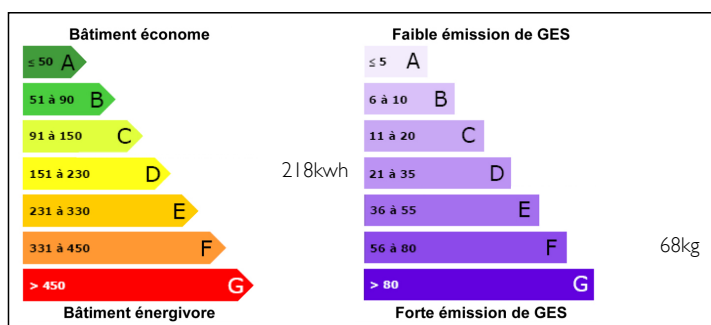 Bâtiment économe
≤ 50 A
51 à 90 B
91 à 150 C
151 à 230 D
218kwh
231 à 330 E
331 à 450 F
> 450 G
Bâtiment énergivore
Faible émission de GES
≤ 5 A
6 à 10 B
11 à 20 C
21 à 35 D
36 à 55 E
56 à 80 F
68kg
> 80 G
Forte émission de GES